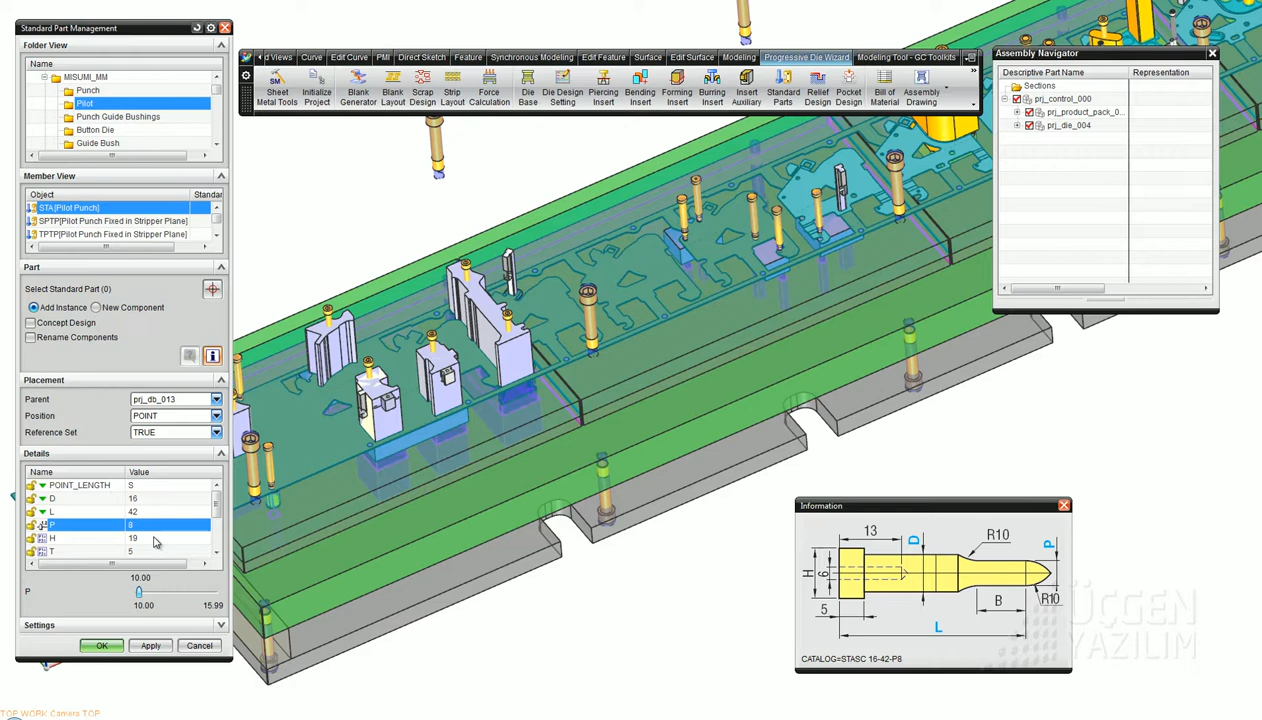 Standard Part Management
Folder View
Name
MISUMI_MM
Punch
Pilot
Punch Guide Bushings
Button Die
Guide Bush
Member View
Object Standar
STA[Pilot Punch]
SPTP[Pilot Punch Fixed in Stripper Plane]
TPTP[Pilot Punch Fixed in Stripper Plane]
Part
Select Standard Part (0)
Add Instance New Component
Concept Design
Rename Components
Placement
Parent prj_db_013
Position POINT
Reference Set TRUE
Details
Name Value
POINT_LENGTH S
D 16
L 42
P 8
H 19
T 5
10.00
P
10.00 15.99
Settings
OK Apply Cancel
TOP WORK Camera TOP
d Views Curve Edit Curve PMI Direct Sketch Feature Synchronous Modeling Edit Feature Surface Edit Surface Modeling Progressive Die Wizard Modeling Tool - GC Toolkits
Sheet Metal Tools
Initialize Project
Blank Generator
Blank Layout
Scrap Design
Strip Layout
Force Calculation
Die Base
Die Design Setting
Piercing Insert
Bending Insert
Forming Insert
Burring Insert
Insert Auxiliary
Standard Parts
Relief Design
Pocket Design
Bill of Material
Assembly Drawing
Assembly Navigator
Descriptive Part Name Representation
Sections
prj_control_000
prj_product_pack_0...
prj_die_004
Information
13
D
R10
P
H
6
5
B
R10
L
CATALOG=STASC 16-42-P8
ÜÇGEN
YAZILIM